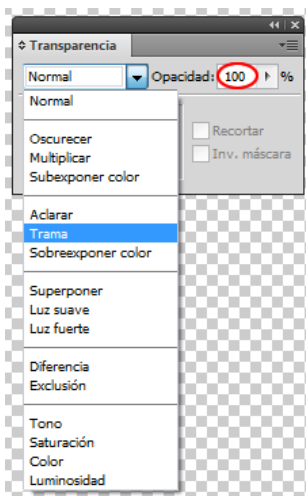 Transparencia
Normal Opacidad: 100 %
Normal
Oscurecer
Multiplicar
Subexponer color
Aclarar
Trama
Sobreexponer color
Superponer
Luz suave
Luz fuerte
Diferencia
Exclusión
Tono
Saturación
Color
Luminosidad
Recortar
Inv. máscara